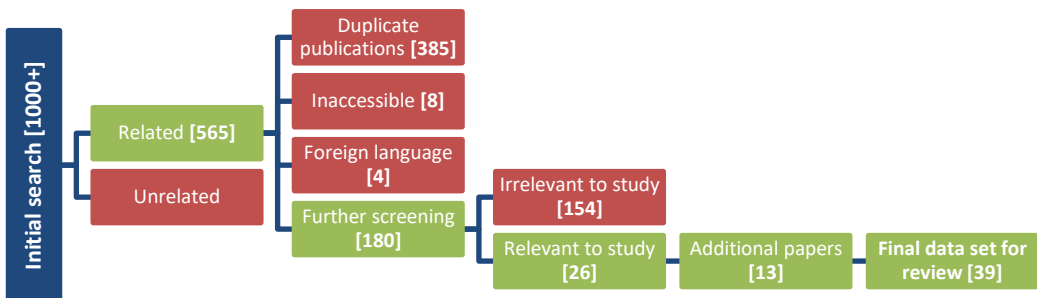 Initial search [1000+]
Related [565]
Unrelated
Duplicate
publications [385]
Inaccessible [8]
Foreign language
[4]
Further screening
[180]
Irrelevant to study
[154]
Relevant to study
[26]
Additional papers
[13]
Final data set for
review [39]